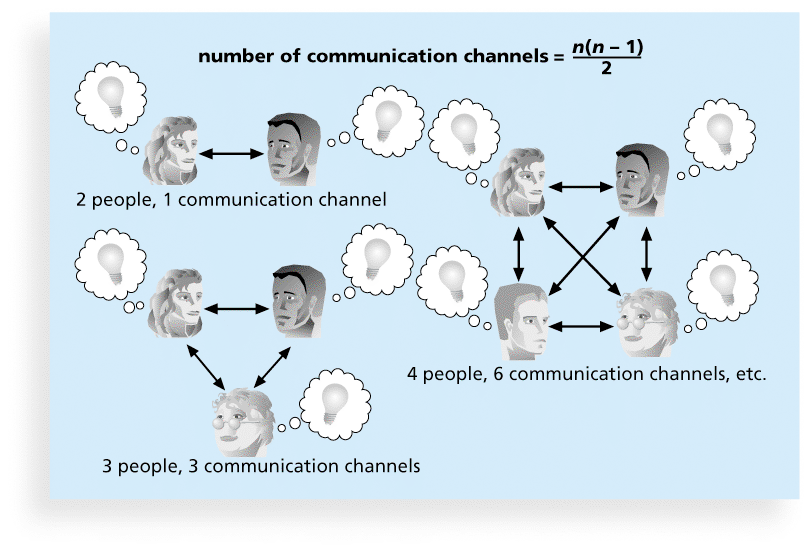 number of communication channels = n(n – 1)/2
2 people, 1 communication channel
3 people, 3 communication channels
4 people, 6 communication channels, etc.